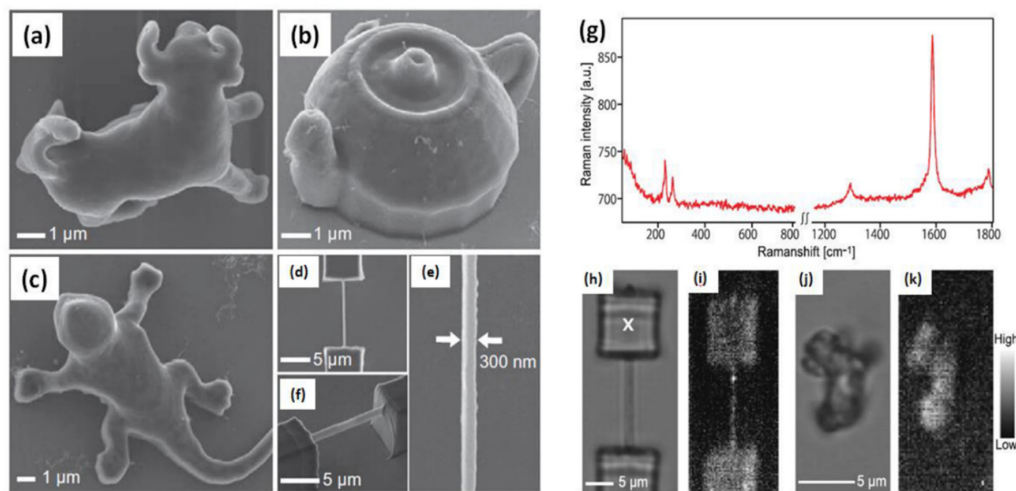 (a)
1 μm
(b)
1 μm
(c)
1 μm
(d)
5 μm
(e)
300 nm
(f)
5 μm
(g)
Raman intensity [a.u.]
850
800
750
700
200 400 600 800 1200 1400 1600 1800
Ramanshift [cm⁻¹]
(h)
X
5 μm
(i)
(j)
5 μm
(k)
High
Low